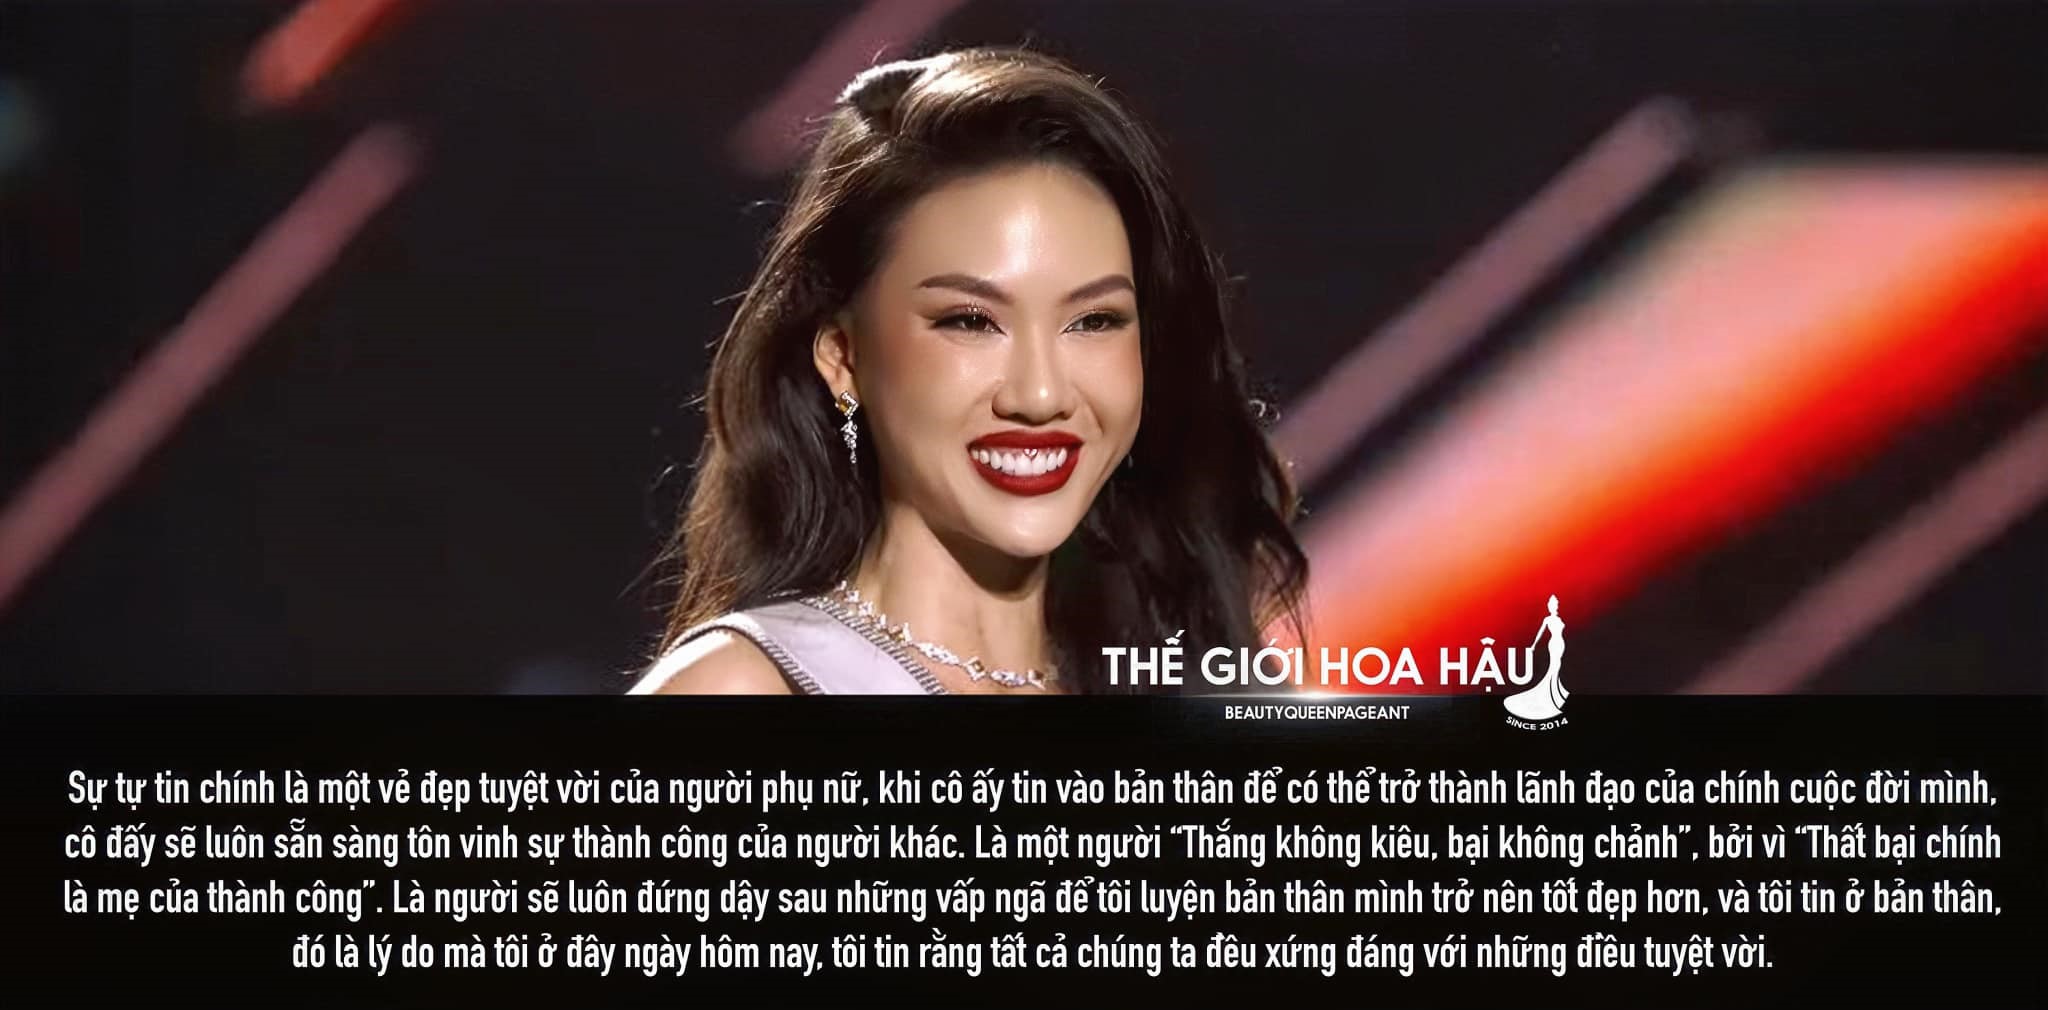 THẾ GIỚI HOA HẬU
BEAUTYQUEENPAGEANT
SINCE 2014
Sự tự tin chính là một vẻ đẹp tuyệt vời của người phụ nữ, khi cô ấy tin vào bản thân để có thể trở thành lãnh đạo của chính cuộc đời mình,
cô đấy sẽ luôn sẵn sàng tôn vinh sự thành công của người khác. Là một người “Thắng không kiêu, bại không chảnh”, bởi vì “Thất bại chính
là mẹ của thành công”. Là người sẽ luôn đứng dậy sau những vấp ngã để tôi luyện bản thân mình trở nên tốt đẹp hơn, và tôi tin ở bản thân,
đó là lý do mà tôi ở đây ngày hôm nay, tôi tin rằng tất cả chúng ta đều xứng đáng với những điều tuyệt vời.